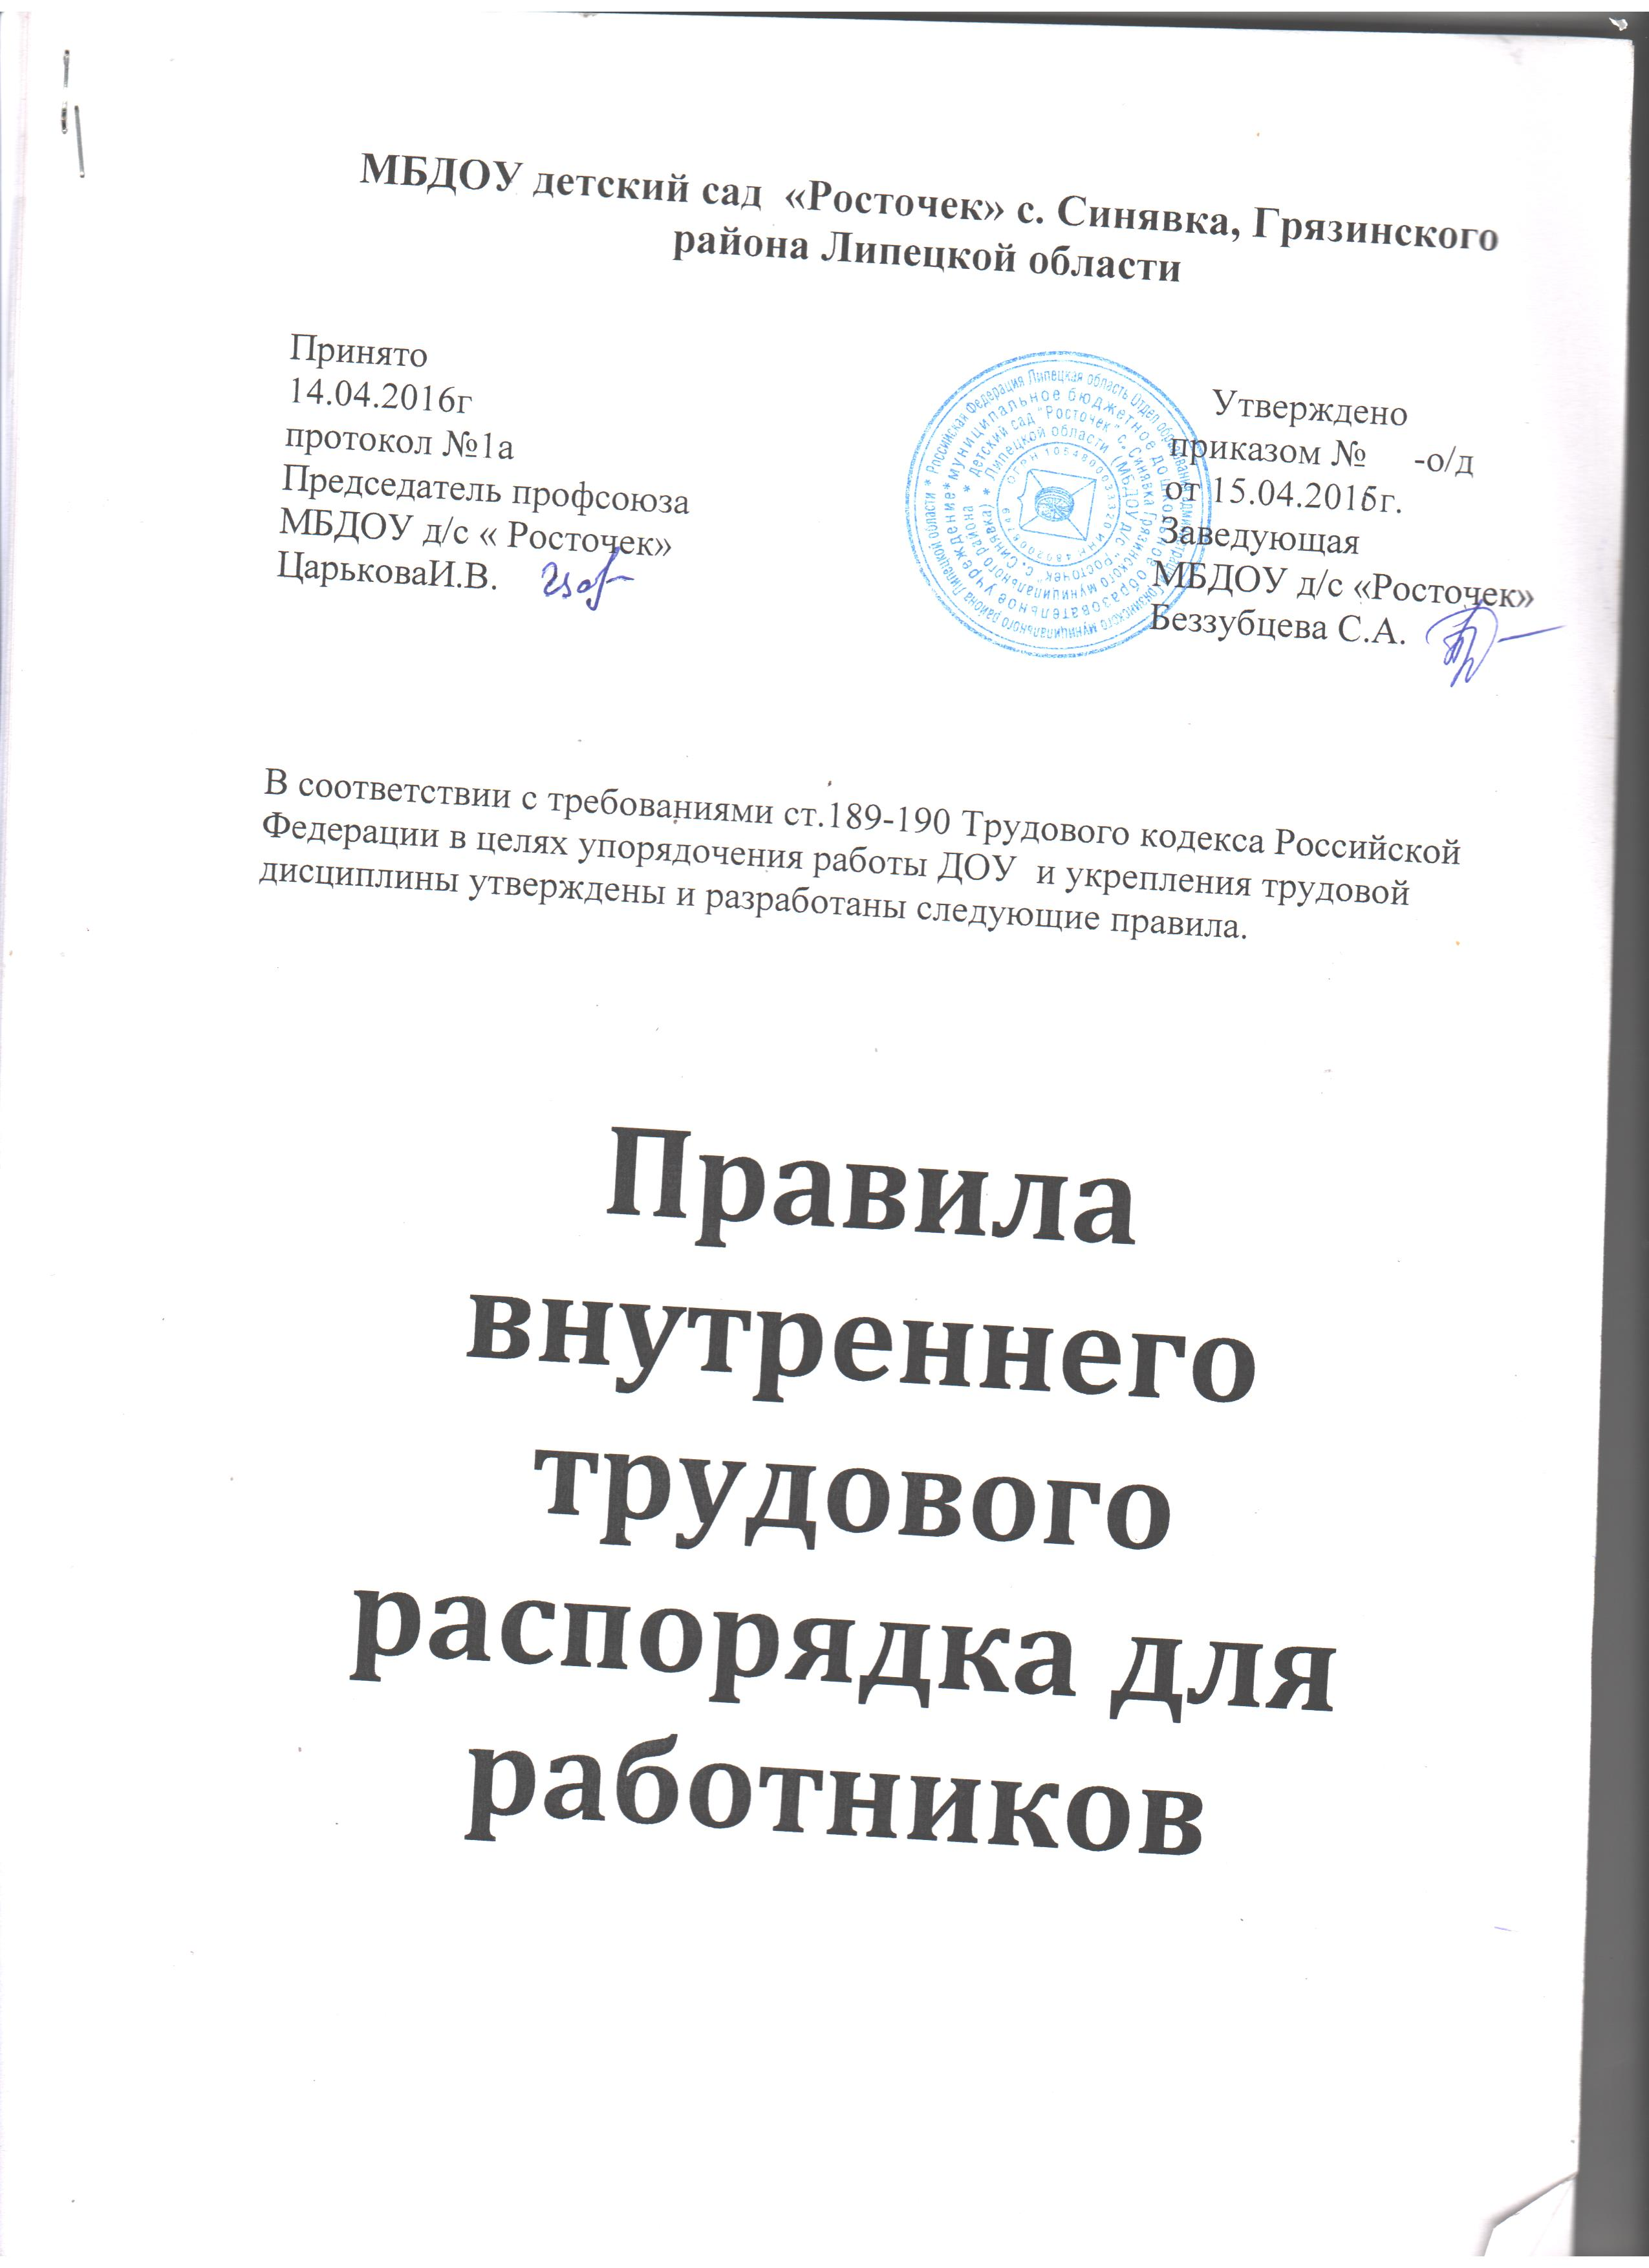 МБДОУ детский сад «Росточек» с. Синявка, Грязинского
района Липецкой области
Принято
14.04.2016г
протокол №1а
Председатель профсоюза
МБДОУ д/с « Росточек»
ЦарьковаИ.В.
Утверждено
приказом № -о/д
от 15.04.2016г.
Заведующая
МБДОУ д/с «Росточек»
Беззубцева С.А.
В соответствии с требованиями ст.189-190 Трудового кодекса Российской
Федерации в целях упорядочения работы ДОУ и укрепления трудовой
дисциплины утверждены и разработаны следующие правила.
Правила
внутреннего
трудового
распорядка для
работников